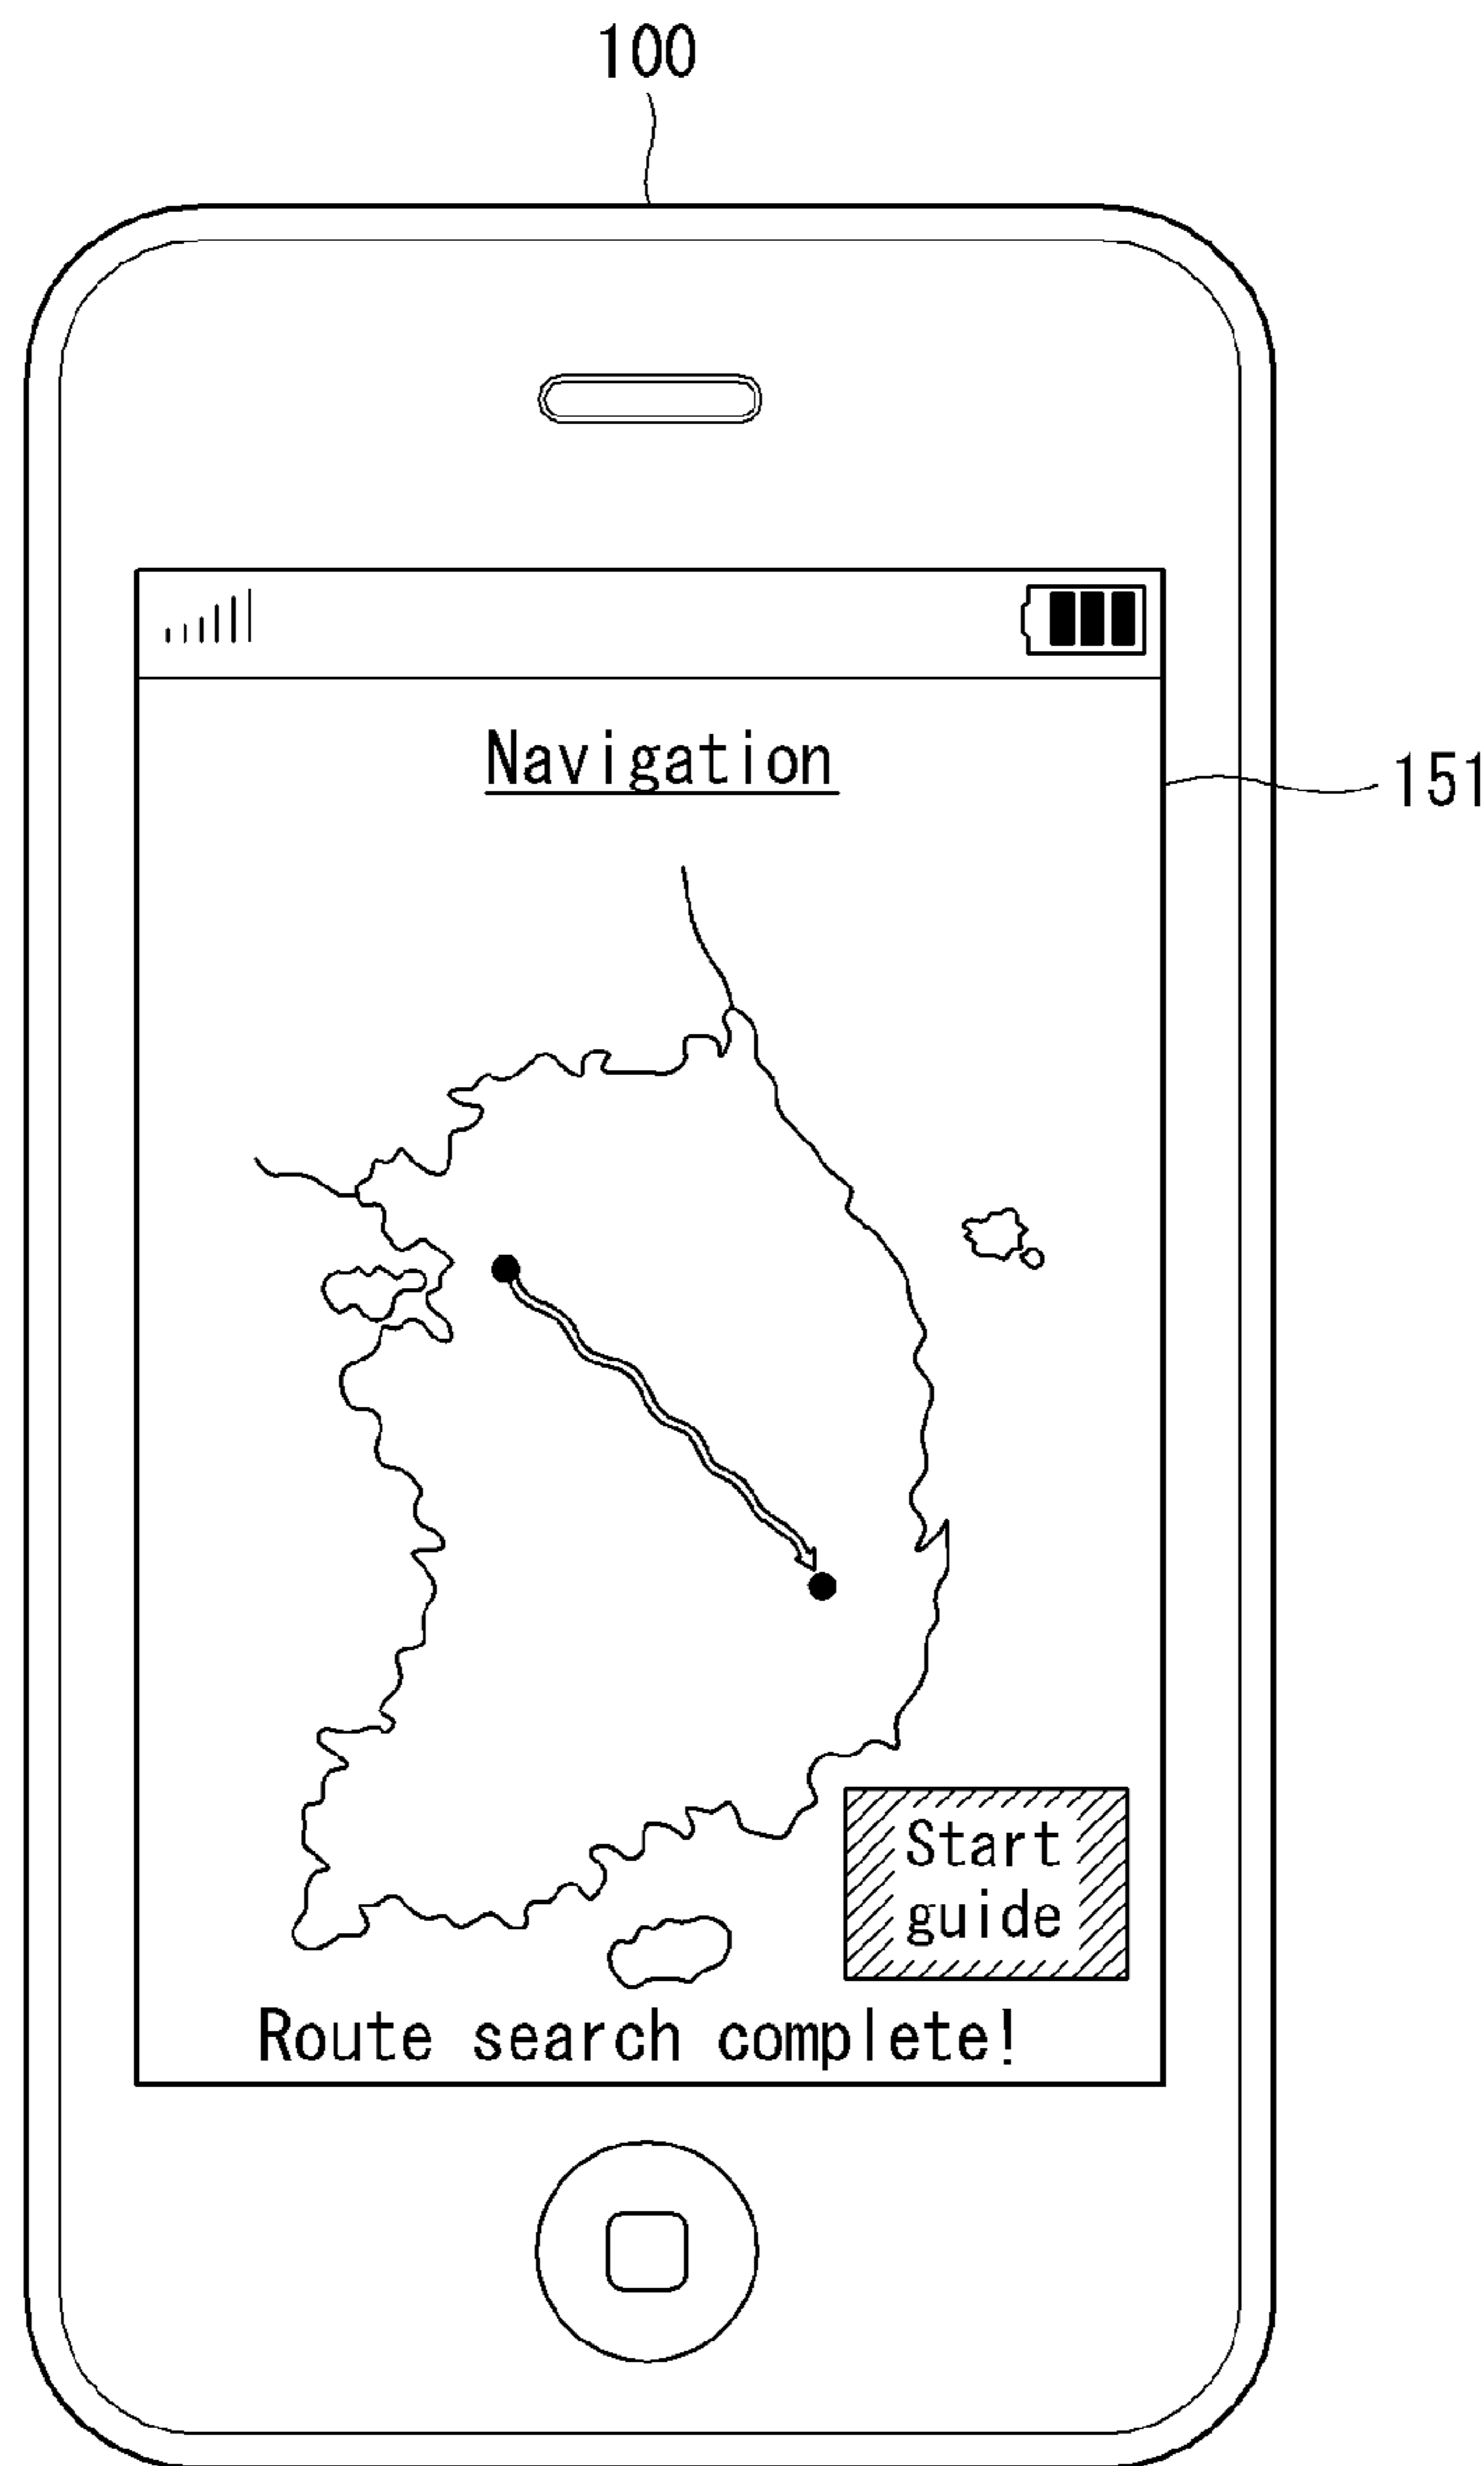 100
Navigation
151
Start
guide
Route search complete!